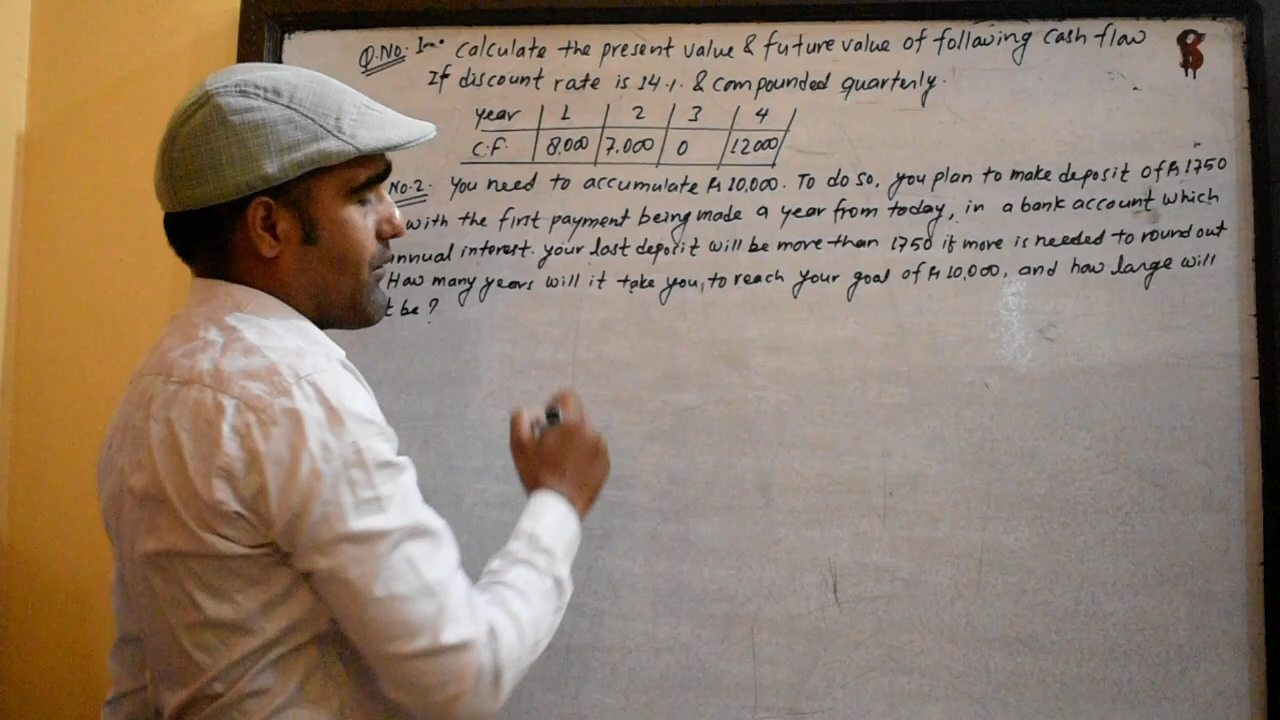 Q.No. calculate the present value & future value of following cash flow
If discount rate is 14.1. & compounded quarterly.
year 1 2 3 4
C.F. 8.000 7.000 0 12000
No.2. You need to accumulate Rs 10,000. To do so, you plan to make deposit of Rs 1750
with the first payment being made a year from today, in a bank account which
annual interest. your last deposit will be more than 1750 if more is needed to round out
How many years will it take you, to reach your goal of Rs 10,000, and how large will
be?